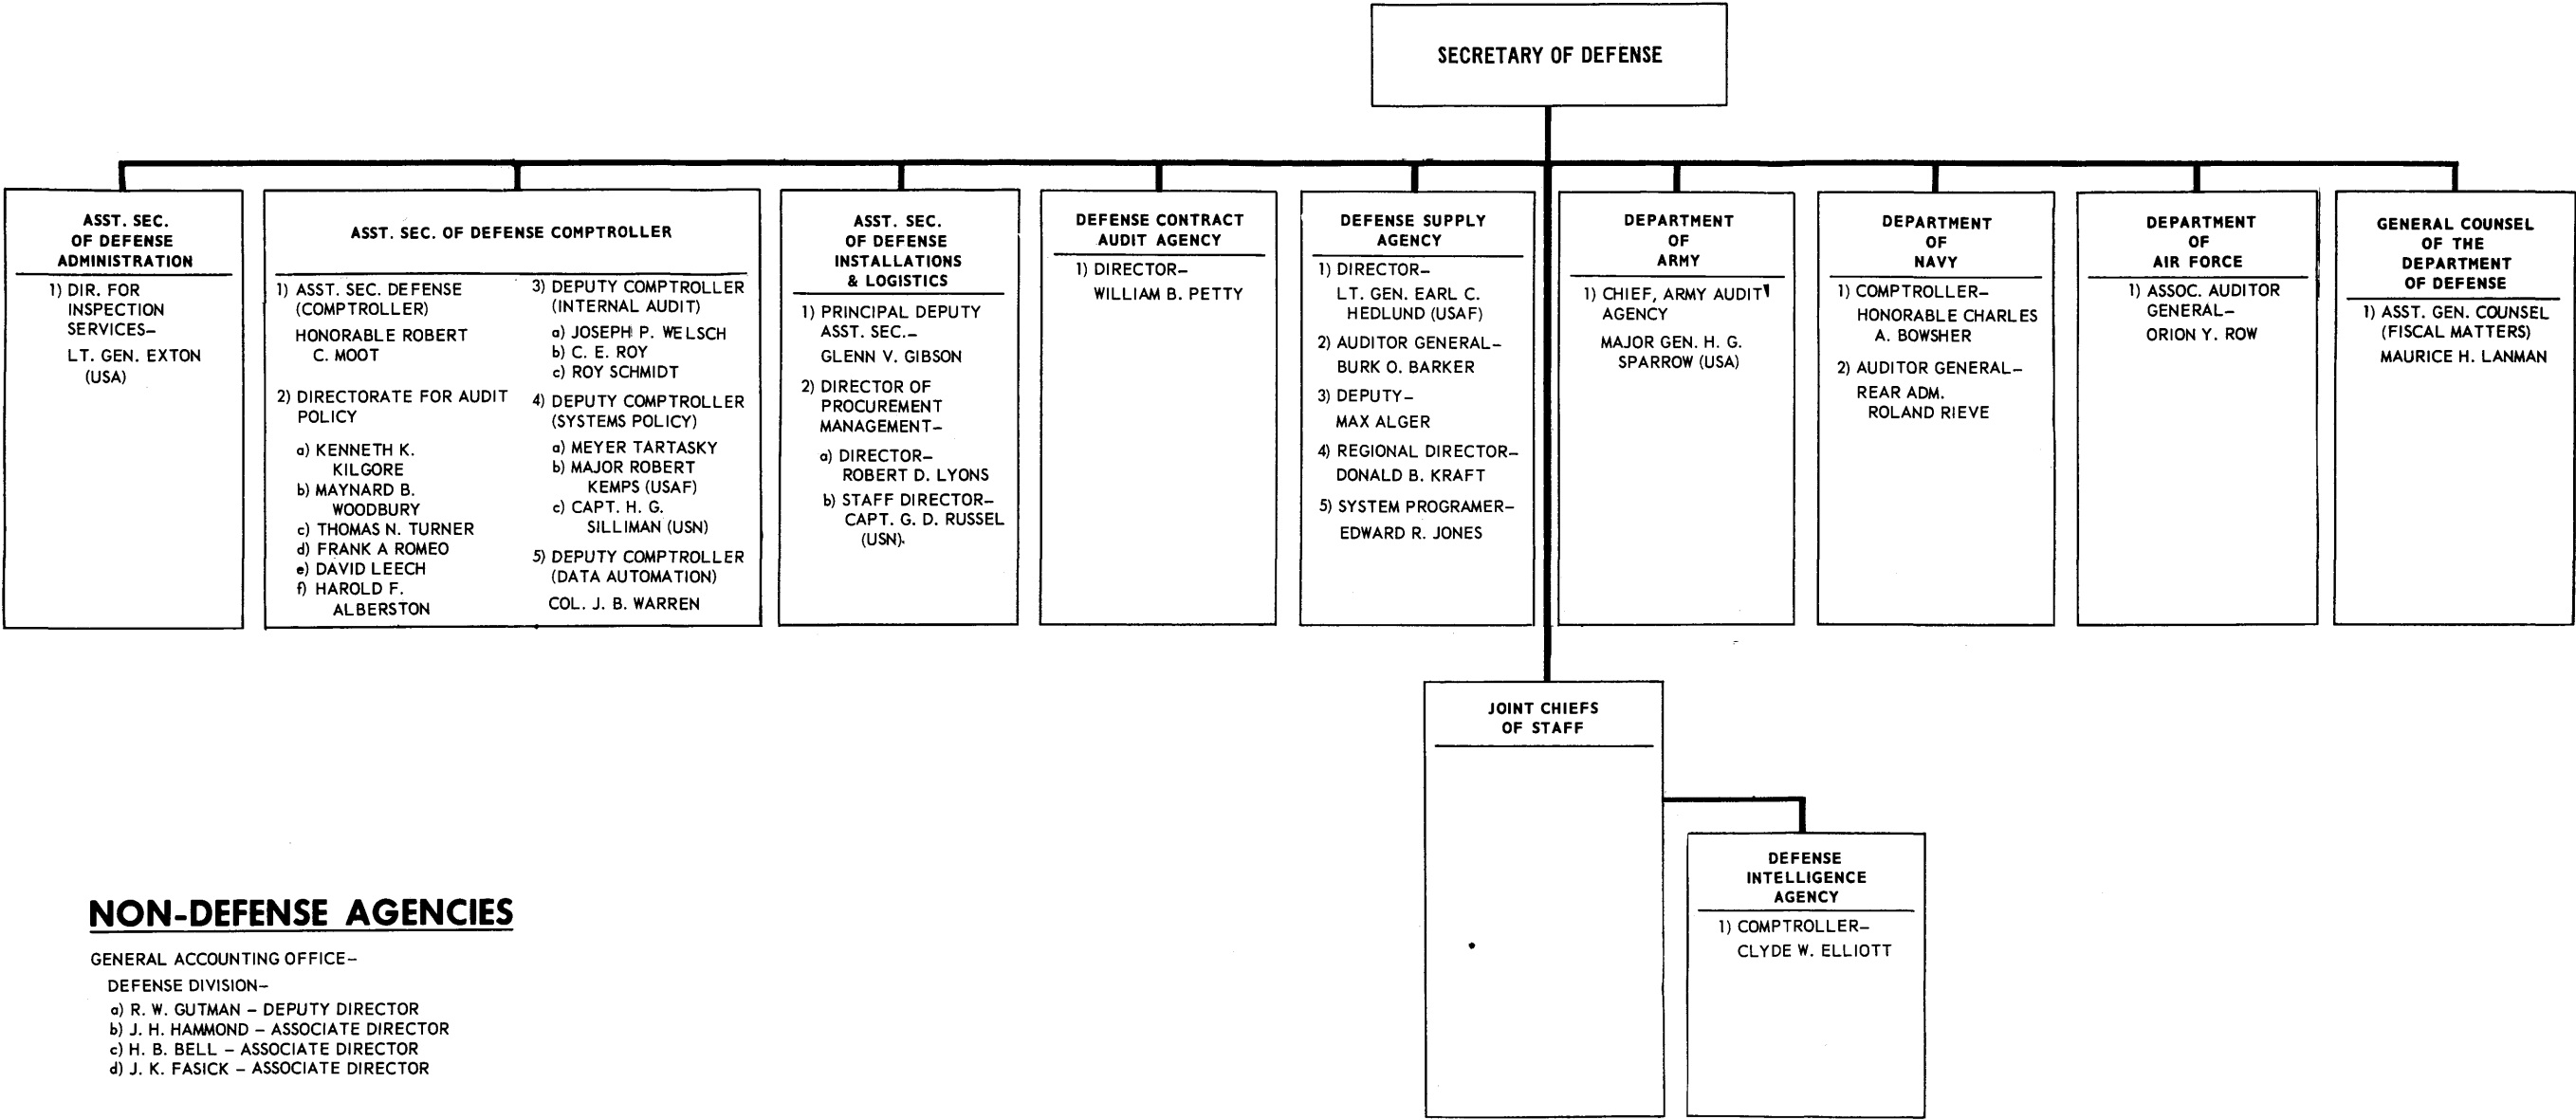 SECRETARY OF DEFENSE
ASST. SEC.
OF DEFENSE
ADMINISTRATION
1) DIR. FOR
INSPECTION
SERVICES–
LT. GEN. EXTON
(USA)
ASST. SEC. OF DEFENSE COMPTROLLER
1) ASST. SEC. DEFENSE
(COMPTROLLER)
HONORABLE ROBERT
C. MOOT
2) DIRECTORATE FOR AUDIT
POLICY
a) KENNETH K.
KILGORE
b) MAYNARD B.
WOODBURY
c) THOMAS N. TURNER
d) FRANK A ROMEO
e) DAVID LEECH
f) HAROLD F.
ALBERSTON
3) DEPUTY COMPTROLLER
(INTERNAL AUDIT)
a) JOSEPH P. WELSCH
b) C. E. ROY
c) ROY SCHMIDT
4) DEPUTY COMPTROLLER
(SYSTEMS POLICY)
a) MEYER TARTASKY
b) MAJOR ROBERT
KEMPS (USAF)
c) CAPT. H. G.
SILLIMAN (USN)
5) DEPUTY COMPTROLLER
(DATA AUTOMATION)
COL. J. B. WARREN
ASST. SEC.
OF DEFENSE
INSTALLATIONS
& LOGISTICS
1) PRINCIPAL DEPUTY
ASST. SEC.–
GLENN V. GIBSON
2) DIRECTOR OF
PROCUREMENT
MANAGEMENT–
a) DIRECTOR–
ROBERT D. LYONS
b) STAFF DIRECTOR–
CAPT. G. D. RUSSEL
(USN).
DEFENSE CONTRACT
AUDIT AGENCY
1) DIRECTOR–
WILLIAM B. PETTY
DEFENSE SUPPLY
AGENCY
1) DIRECTOR–
LT. GEN. EARL C.
HEDLUND (USAF)
2) AUDITOR GENERAL–
BURK O. BARKER
3) DEPUTY–
MAX ALGER
4) REGIONAL DIRECTOR–
DONALD B. KRAFT
5) SYSTEM PROGRAMER–
EDWARD R. JONES
DEPARTMENT
OF
ARMY
1) CHIEF, ARMY AUDIT
AGENCY
MAJOR GEN. H. G.
SPARROW (USA)
DEPARTMENT
OF
NAVY
1) COMPTROLLER–
HONORABLE CHARLES
A. BOWSHER
2) AUDITOR GENERAL–
REAR ADM.
ROLAND RIEVE
DEPARTMENT
OF
AIR FORCE
1) ASSOC. AUDITOR
GENERAL–
ORION Y. ROW
GENERAL COUNSEL
OF THE
DEPARTMENT
OF DEFENSE
1) ASST. GEN. COUNSEL
(FISCAL MATTERS)
MAURICE H. LANMAN
JOINT CHIEFS
OF STAFF
DEFENSE
INTELLIGENCE
AGENCY
1) COMPTROLLER–
CLYDE W. ELLIOTT
NON-DEFENSE AGENCIES
GENERAL ACCOUNTING OFFICE–
DEFENSE DIVISION–
a) R. W. GUTMAN – DEPUTY DIRECTOR
b) J. H. HAMMOND – ASSOCIATE DIRECTOR
c) H. B. BELL – ASSOCIATE DIRECTOR
d) J. K. FASICK – ASSOCIATE DIRECTOR